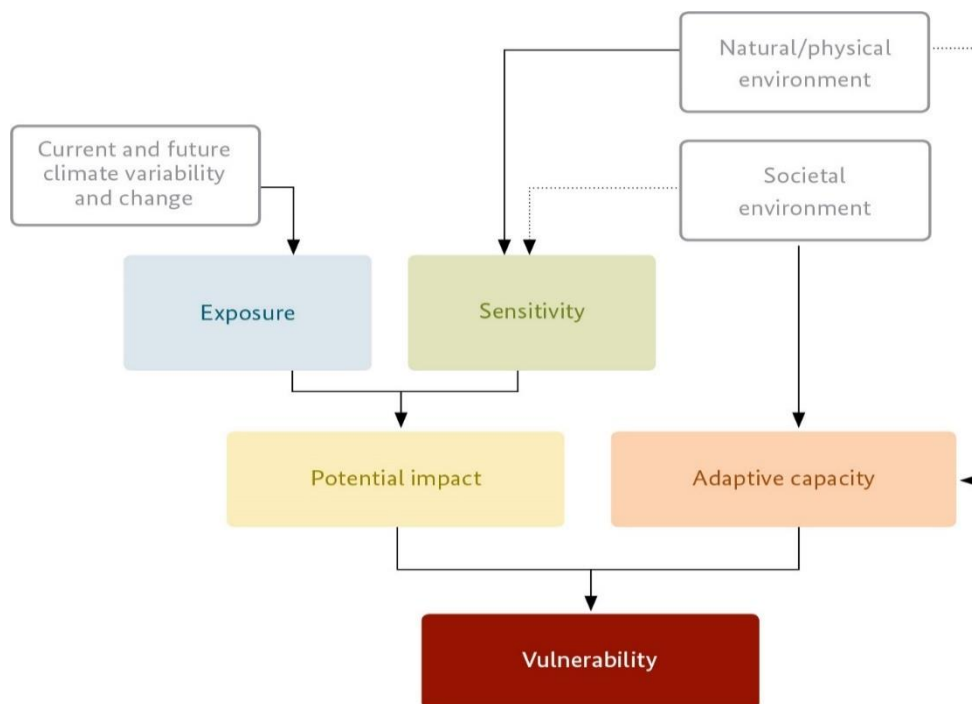 Natural/physical
environment
Current and future
climate variability
and change
Societal
environment
Exposure
Sensitivity
Potential impact
Adaptive capacity
Vulnerability